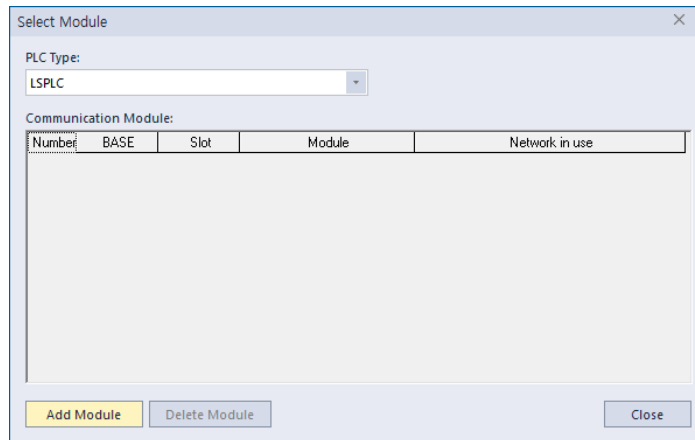 Select Module
PLC Type:
LSPLC
Communication Module:
Number BASE Slot Module Network in use
Add Module Delete Module Close